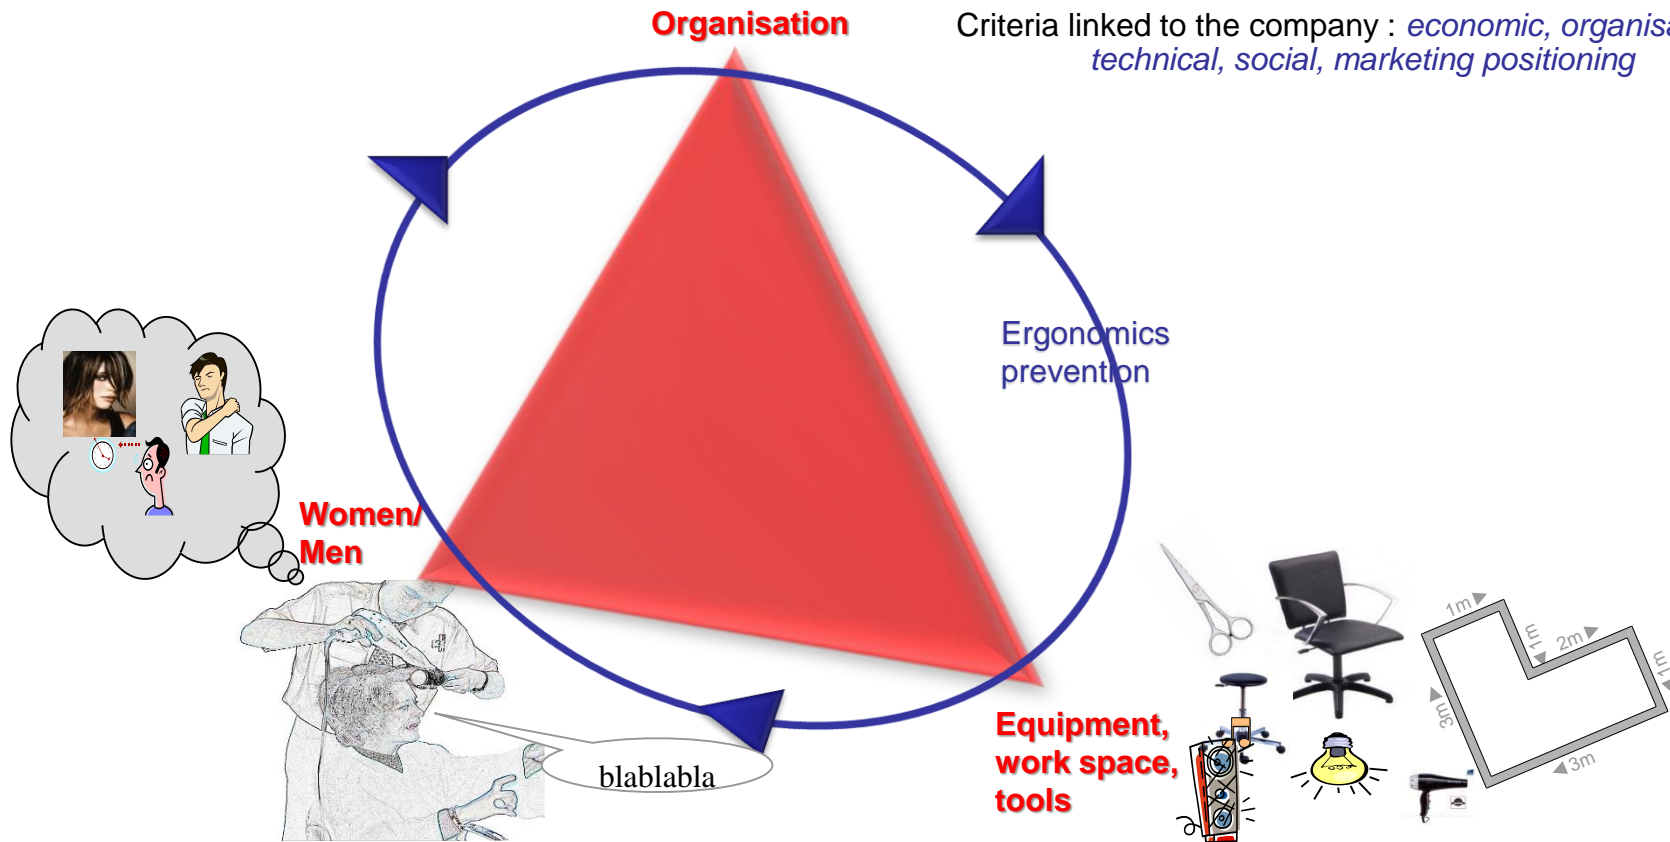 Organisation
Criteria linked to the company : economic, organisa
technical, social, marketing positioning
Ergonomics
prevention
Women/
Men
blablabla
Equipment,
work space,
tools
1m
1m
2m
1m
3m
3m